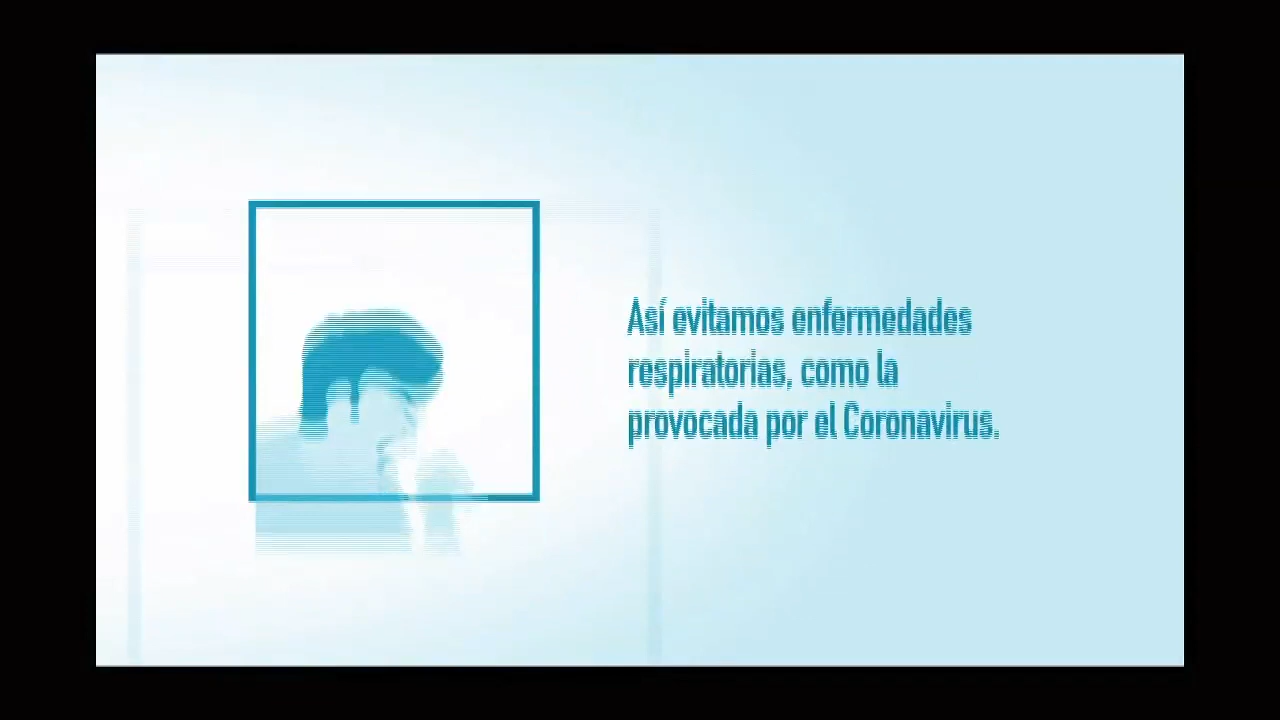 Así evitamos enfermedades
respiratorias, como la
provocada por el Coronavirus.